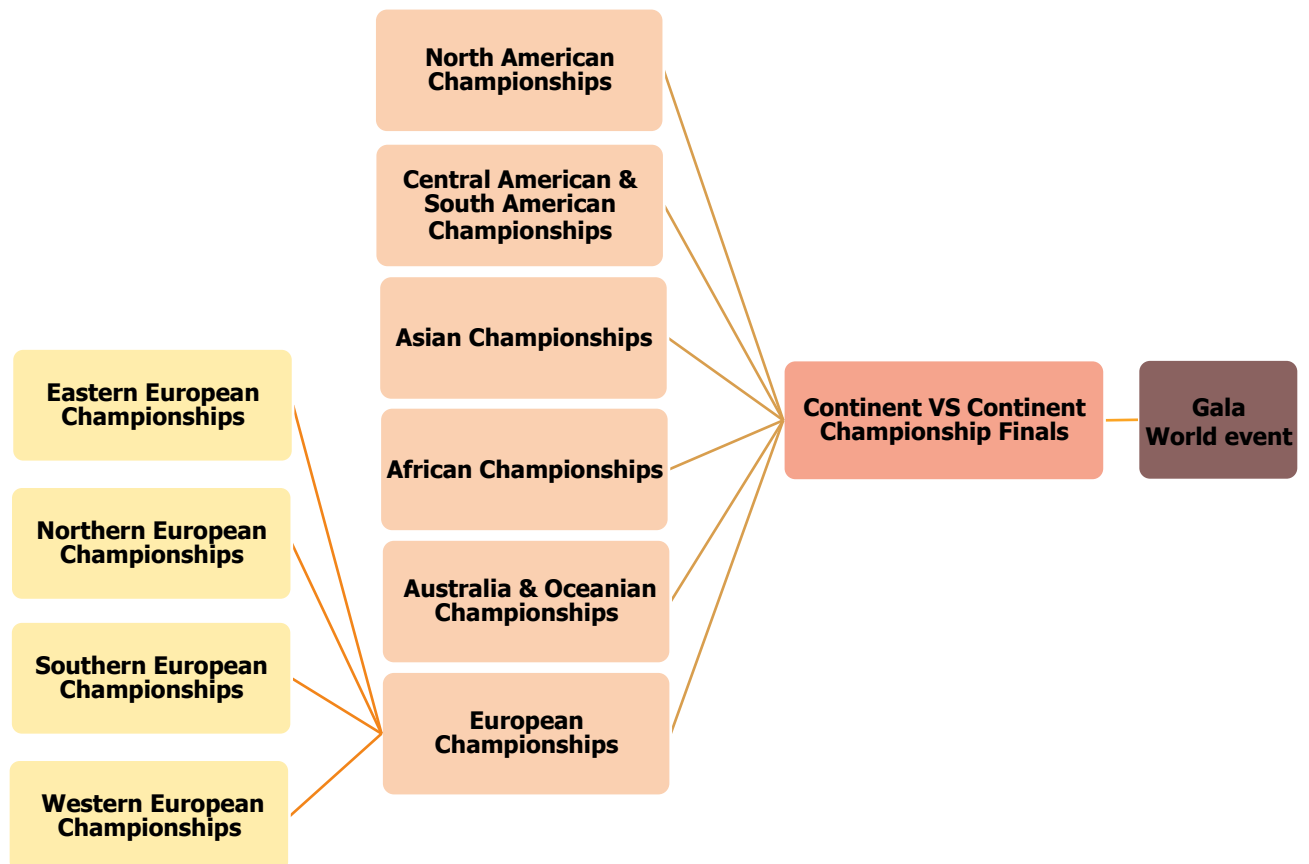 North American
Championships
Central American &
South American
Championships
Asian Championships
African Championships
Australia & Oceanian
Championships
European
Championships
Eastern European
Championships
Northern European
Championships
Southern European
Championships
Western European
Championships
Continent VS Continent
Championship Finals
Gala
World event